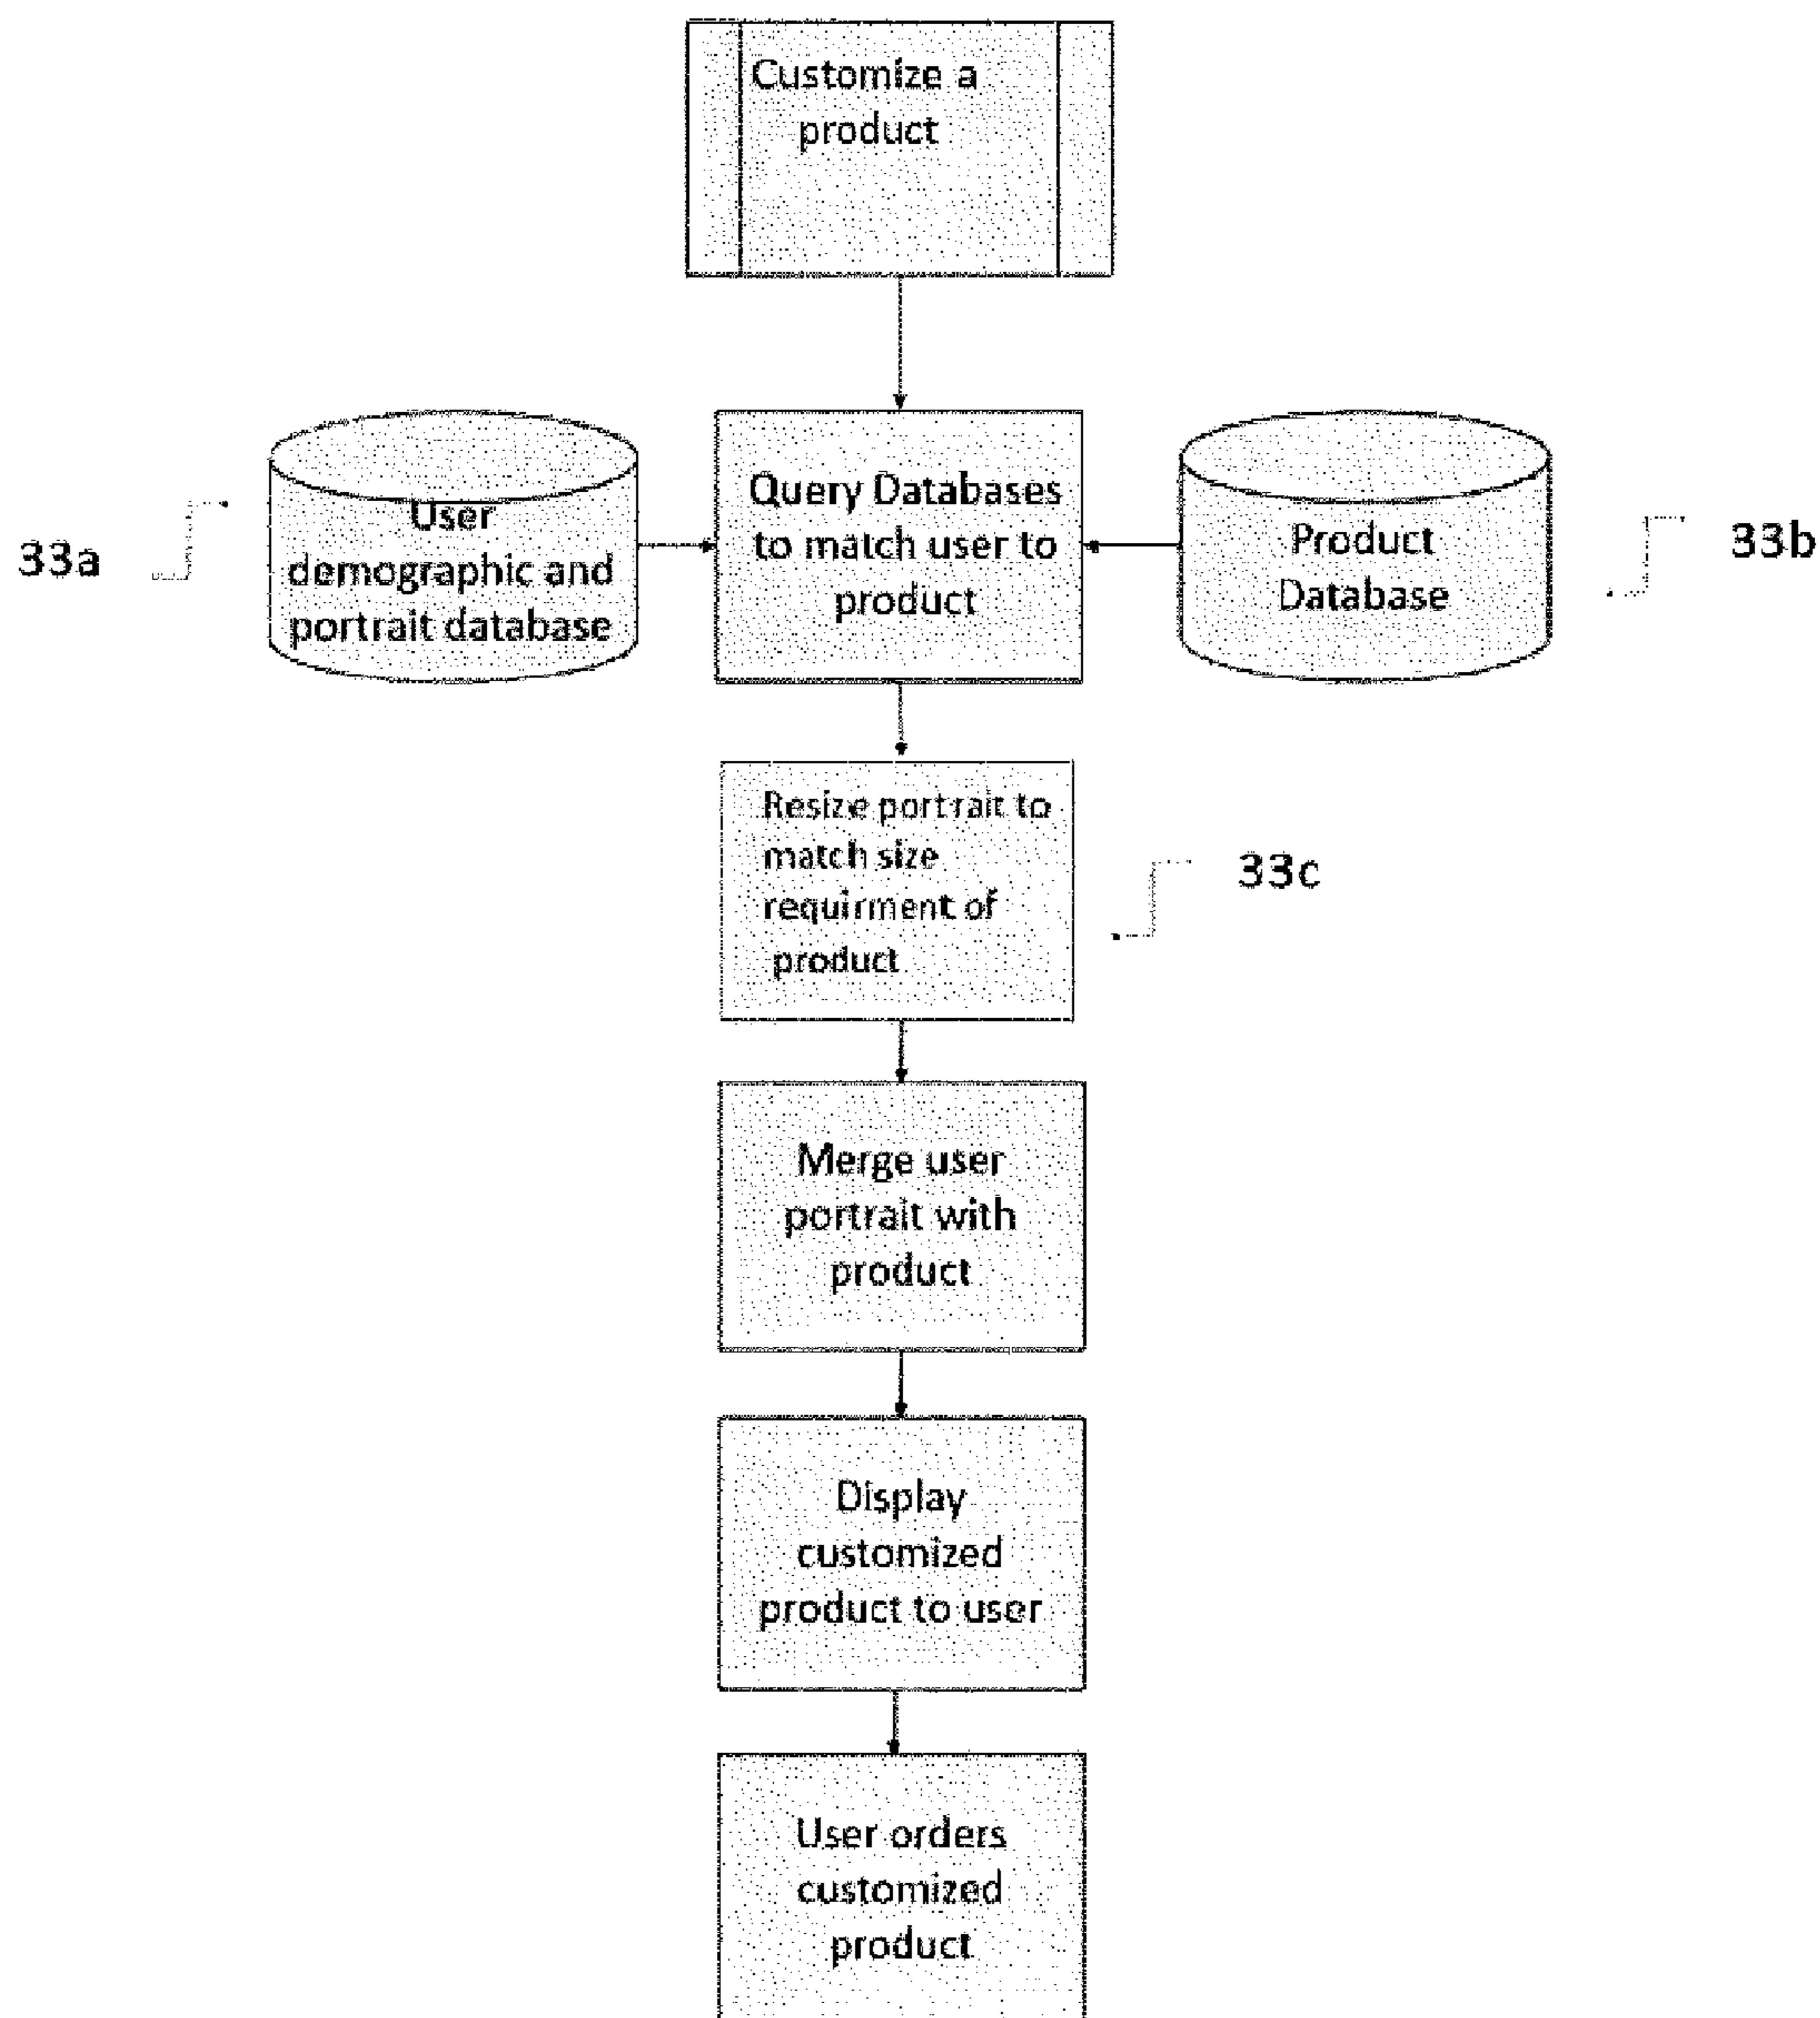 Customize a
product
33a
User
demographic and
portrait database
Query Databases
to match user to
product
Product
Database
33b
Resize portrait to
match size
requirment of
product
33c
Merge user
portrait with
product
Display
customized
product to user
User orders
customized
product